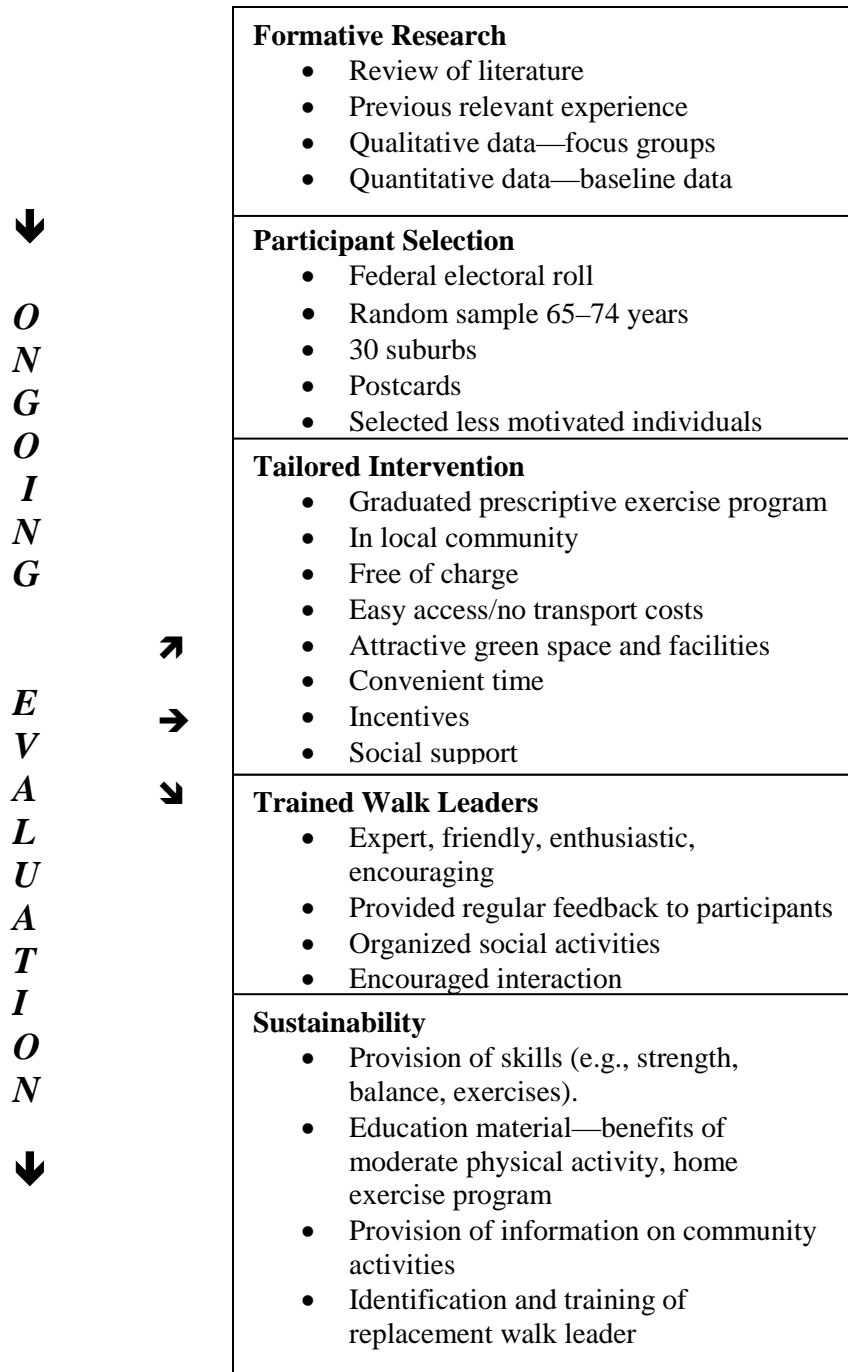 Formative Research
• Review of literature
• Previous relevant experience
• Qualitative data—focus groups
• Quantitative data—baseline data
Participant Selection
• Federal electoral roll
• Random sample 65–74 years
• 30 suburbs
• Postcards
• Selected less motivated individuals
Tailored Intervention
• Graduated prescriptive exercise program
• In local community
• Free of charge
• Easy access/no transport costs
• Attractive green space and facilities
• Convenient time
• Incentives
• Social support
Trained Walk Leaders
• Expert, friendly, enthusiastic,
encouraging
• Provided regular feedback to participants
• Organized social activities
• Encouraged interaction
Sustainability
• Provision of skills (e.g., strength,
balance, exercises).
• Education material—benefits of
moderate physical activity, home
exercise program
• Provision of information on community
activities
• Identification and training of
replacement walk leader
O
N
G
O
I
N
G
E
V
A
L
U
A
T
I
O
N